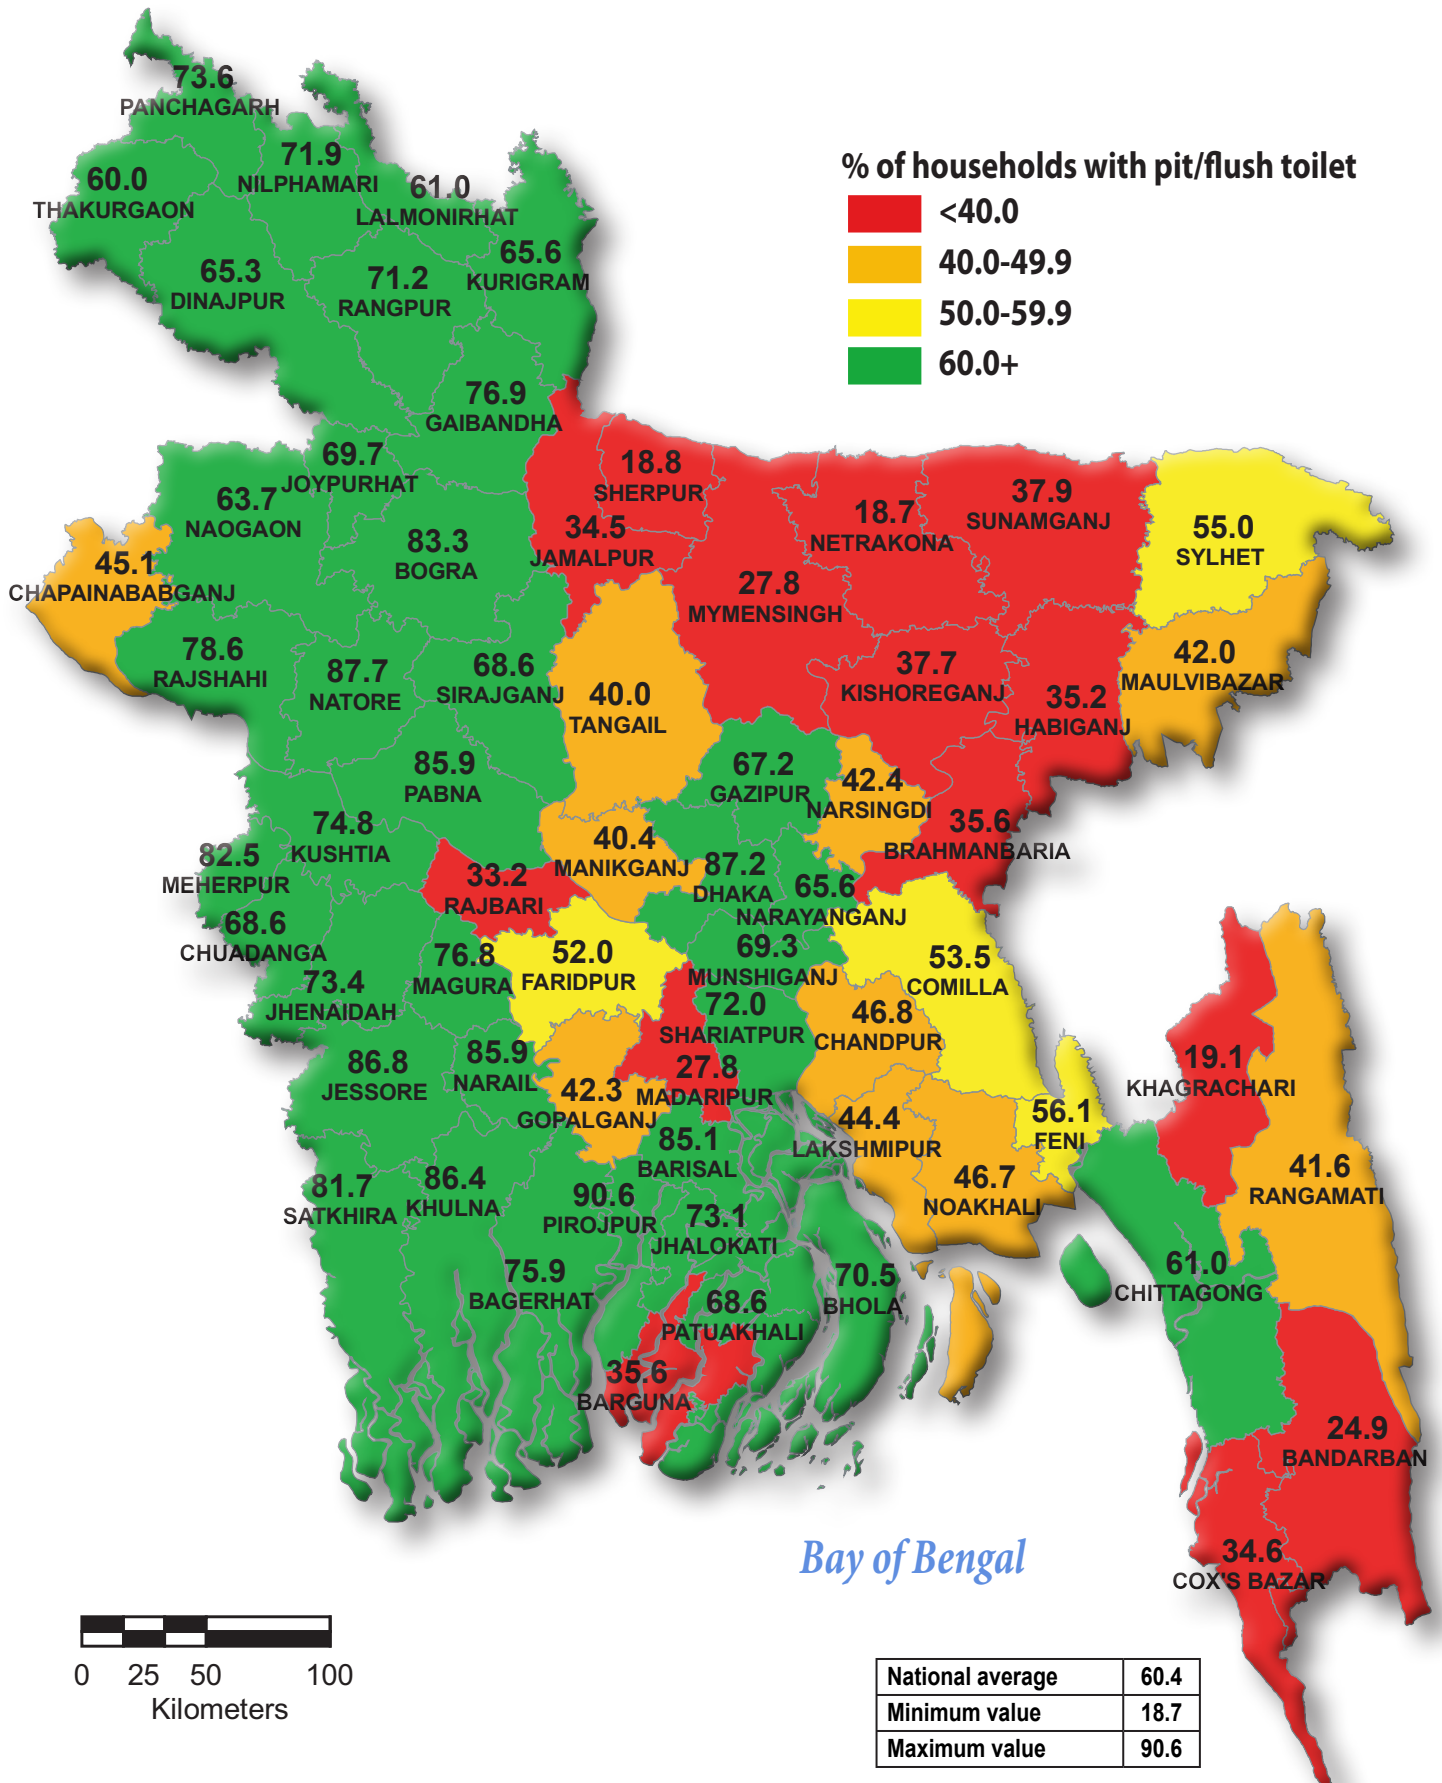 73.6
PANCHAGARH
71.9
NILPHAMARI
60.0
THAKURGAON
61.0
LALMONIRHAT
65.6
KURIGRAM
65.3
DINAJPUR
71.2
RANGPUR
76.9
GAIBANDHA
% of households with pit/flush toilet
<40.0
40.0-49.9
50.0-59.9
60.0+
69.7
JOYPURHAT
63.7
NAOGAON
18.8
SHERPUR
34.5
JAMALPUR
18.7
NETRAKONA
37.9
SUNAMGANJ
55.0
SYLHET
45.1
CHAPAINABABGANJ
83.3
BOGRA
27.8
MYMENSINGH
78.6
RAJSHAHI
87.7
NATORE
68.6
SIRAJGANJ
40.0
TANGAIL
37.7
KISHOREGANJ
35.2
HABIGANJ
42.0
MAULVIBAZAR
85.9
PABNA
67.2
GAZIPUR
42.4
NARSINGDI
74.8
KUSHTIA
40.4
MANIKGANJ
35.6
BRAHMANBARIA
82.5
MEHERPUR
33.2
RAJBARI
87.2
DHAKA
65.6
NARAYANGANJ
68.6
CHUADANGA
76.8
MAGURA
52.0
FARIDPUR
69.3
MUNSHIGANJ
53.5
COMILLA
73.4
JHENAIDAH
72.0
SHARIATPUR
46.8
CHANDPUR
86.8
JESSORE
85.9
NARAIL
42.3
GOPALGANJ
27.8
MADARIPUR
19.1
KHAGRACHARI
44.4
LAKSHMIPUR
56.1
FENI
85.1
BARISAL
81.7
SATKHIRA
86.4
KHULNA
90.6
PIROJPUR
73.1
JHALOKATI
46.7
NOAKHALI
41.6
RANGAMATI
75.9
BAGERHAT
68.6
PATUAKHALI
70.5
BHOLA
61.0
CHITTAGONG
35.6
BARGUNA
24.9
BANDARBAN
Bay of Bengal
34.6
COX'S BAZAR
0 25 50 100
Kilometers
National average 60.4
Minimum value 18.7
Maximum value 90.6